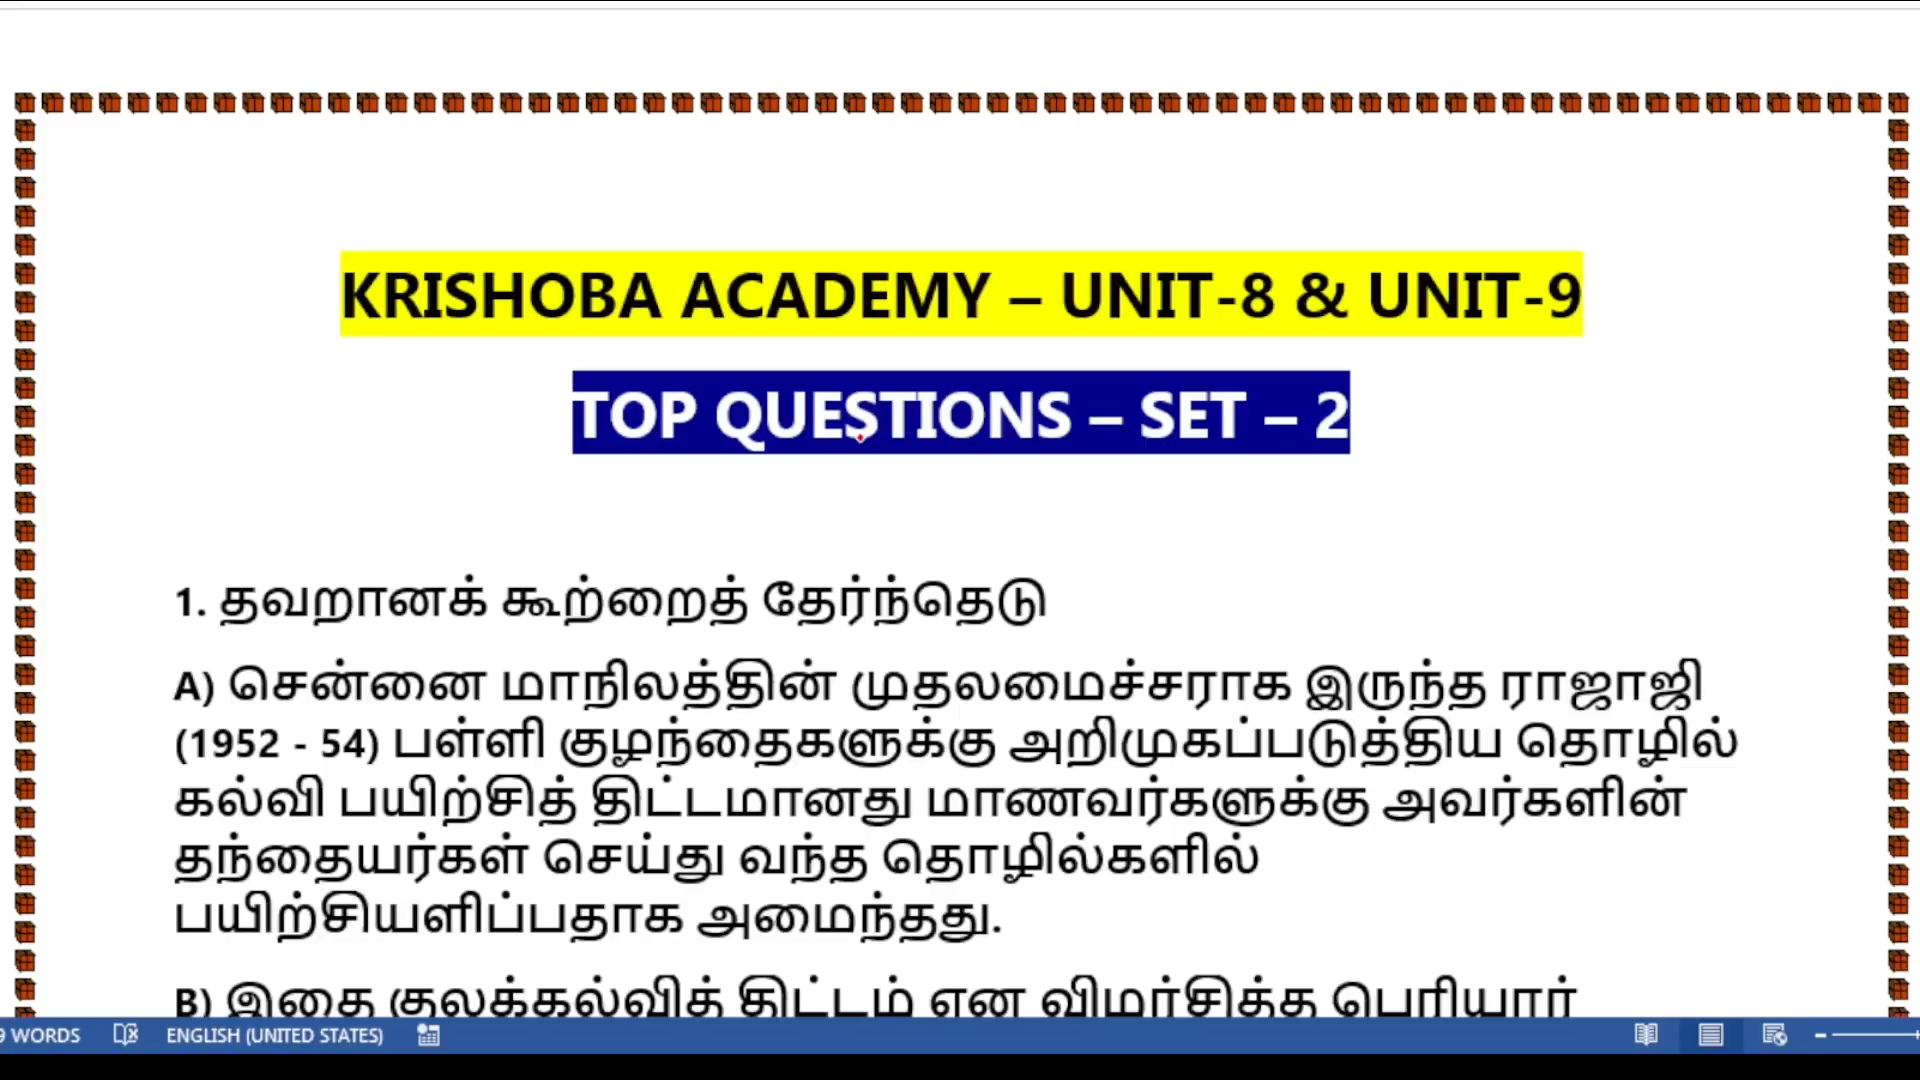 KRISHOBA ACADEMY – UNIT-8 & UNIT-9
TOP QUESTIONS – SET – 2
1. தவறானக் கூற்றைத் தேர்ந்தெடு
A) சென்னை மாநிலத்தின் முதலமைச்சராக இருந்த ராஜாஜி
(1952 - 54) பள்ளி குழந்தைகளுக்கு அறிமுகப்படுத்திய தொழில்
கல்வி பயிற்சித் திட்டமானது மாணவர்களுக்கு அவர்களின்
தந்தையர்கள் செய்து வந்த தொழில்களில்
பயிற்சியளிப்பதாக அமைந்தது.
B) இதை குலக்கல்வித் திட்டம் என விமர்சித்த பெரியார்
9 WORDS ENGLISH (UNITED STATES)